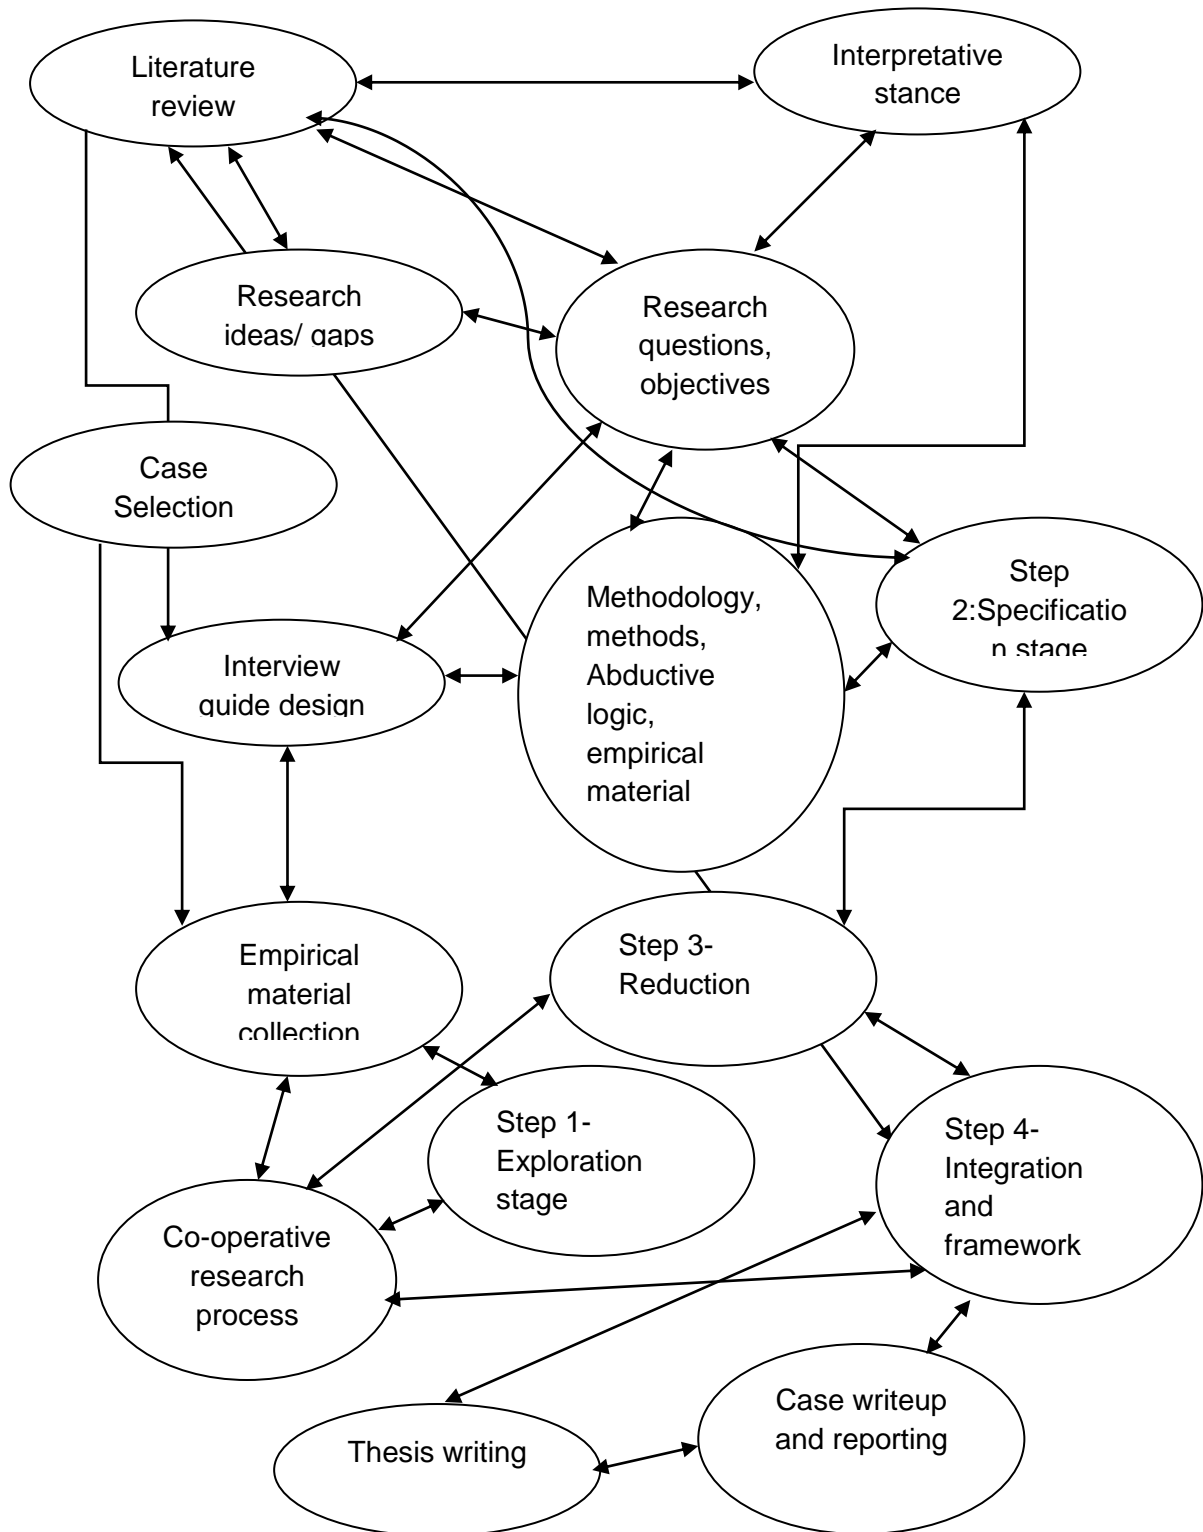 Literature
review
Interpretative
stance
Research
ideas/ gaps
Research
questions,
objectives
Case
Selection
Methodology,
methods,
Abductive
logic,
empirical
material
Step
2:Specificatio
n stage
Interview
guide design
Empirical
material
collection
Step 3-
Reduction
Step 1-
Exploration
stage
Step 4-
Integration
and
framework
Co-operative
research
process
Case writeup
and reporting
Thesis writing